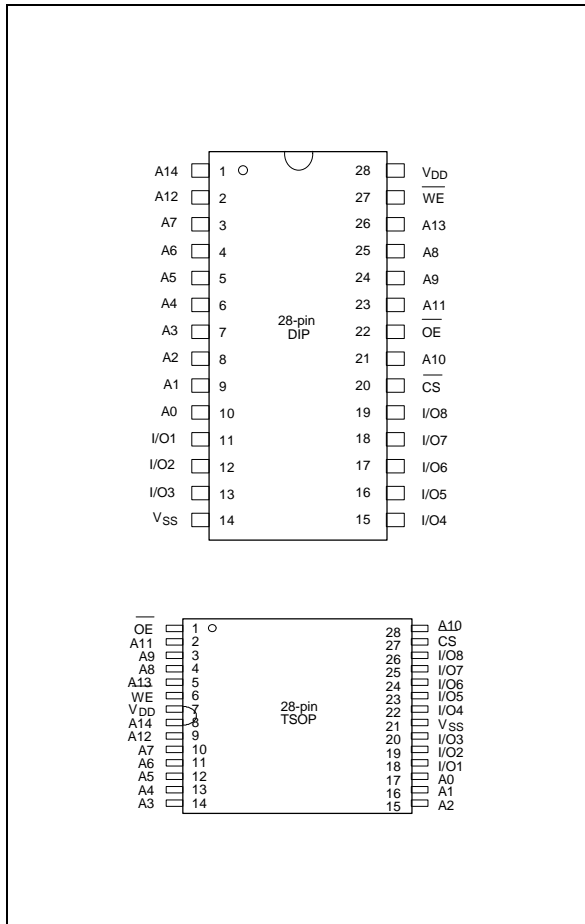 A14 1 28 VDD
A12 2 27 WE
A7 3 26 A13
A6 4 25 A8
A5 5 24 A9
A4 6 23 A11
28-pin
DIP
A3 7 22 OE
A2 8 21 A10
A1 9 20 CS
A0 10 19 I/O8
I/O1 11 18 I/O7
I/O2 12 17 I/O6
I/O3 13 16 I/O5
VSS 14 15 I/O4
OE 1 28 A10
A11 2 27 CS
A9 3 26 I/O8
A8 4 25 I/O7
A13 5 24 I/O6
WE 6 23 I/O5
28-pin
TSOP
VDD 7 22 I/O4
A14 8 21 VSS
A12 9 20 I/O3
A7 10 19 I/O2
A6 11 18 I/O1
A5 12 17 A0
A4 13 16 A1
A3 14 15 A2